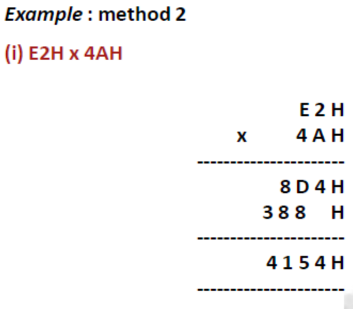 Example : method 2
(i) E2H x 4AH
E 2 H
x 4 A H
-----------------------
8 D 4 H
3 8 8 H
-----------------------
4 1 5 4 H
-----------------------